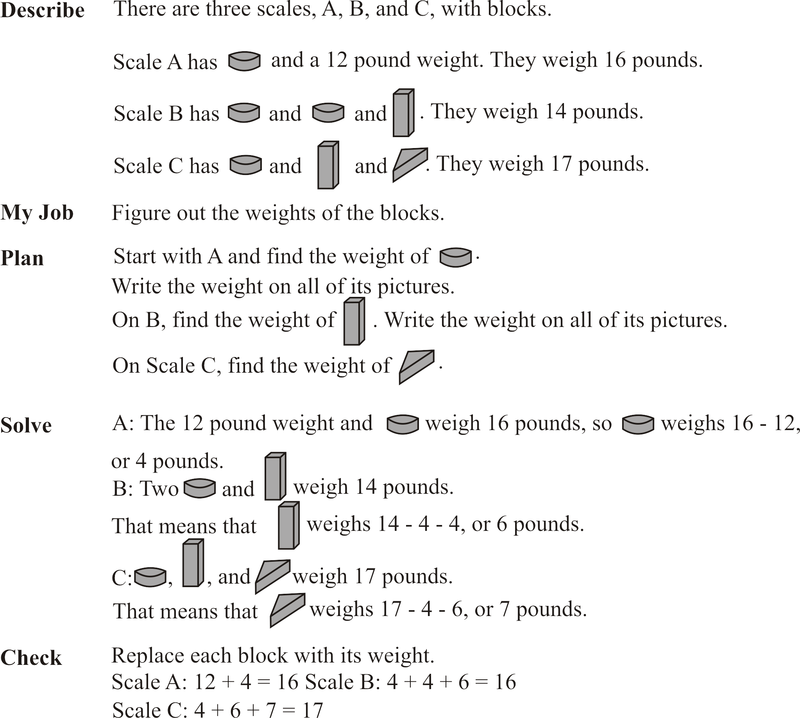 Describe There are three scales, A, B, and C, with blocks.
Scale A has and a 12 pound weight. They weigh 16 pounds.
Scale B has and and . They weigh 14 pounds.
Scale C has and and . They weigh 17 pounds.
My Job Figure out the weights of the blocks.
Plan Start with A and find the weight of .
Write the weight on all of its pictures.
On B, find the weight of . Write the weight on all of its pictures.
On Scale C, find the weight of .
Solve A: The 12 pound weight and weigh 16 pounds, so weighs 16 - 12,
or 4 pounds.
B: Two and weigh 14 pounds.
That means that weighs 14 - 4 - 4, or 6 pounds.
C: , , and weigh 17 pounds.
That means that weighs 17 - 4 - 6, or 7 pounds.
Check Replace each block with its weight.
Scale A: 12 + 4 = 16 Scale B: 4 + 4 + 6 = 16
Scale C: 4 + 6 + 7 = 17